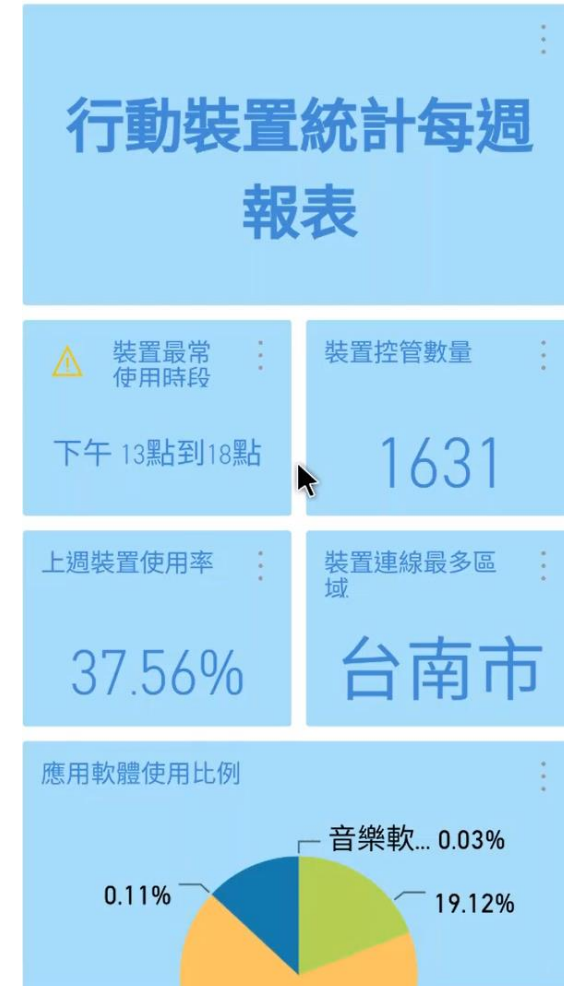 行動裝置統計每週
報表
裝置最常
使用時段
下午 13點到18點
裝置控管數量
1631
上週裝置使用率
37.56%
裝置連線最多區
域
台南市
應用軟體使用比例
音樂軟... 0.03%
0.11%
19.12%